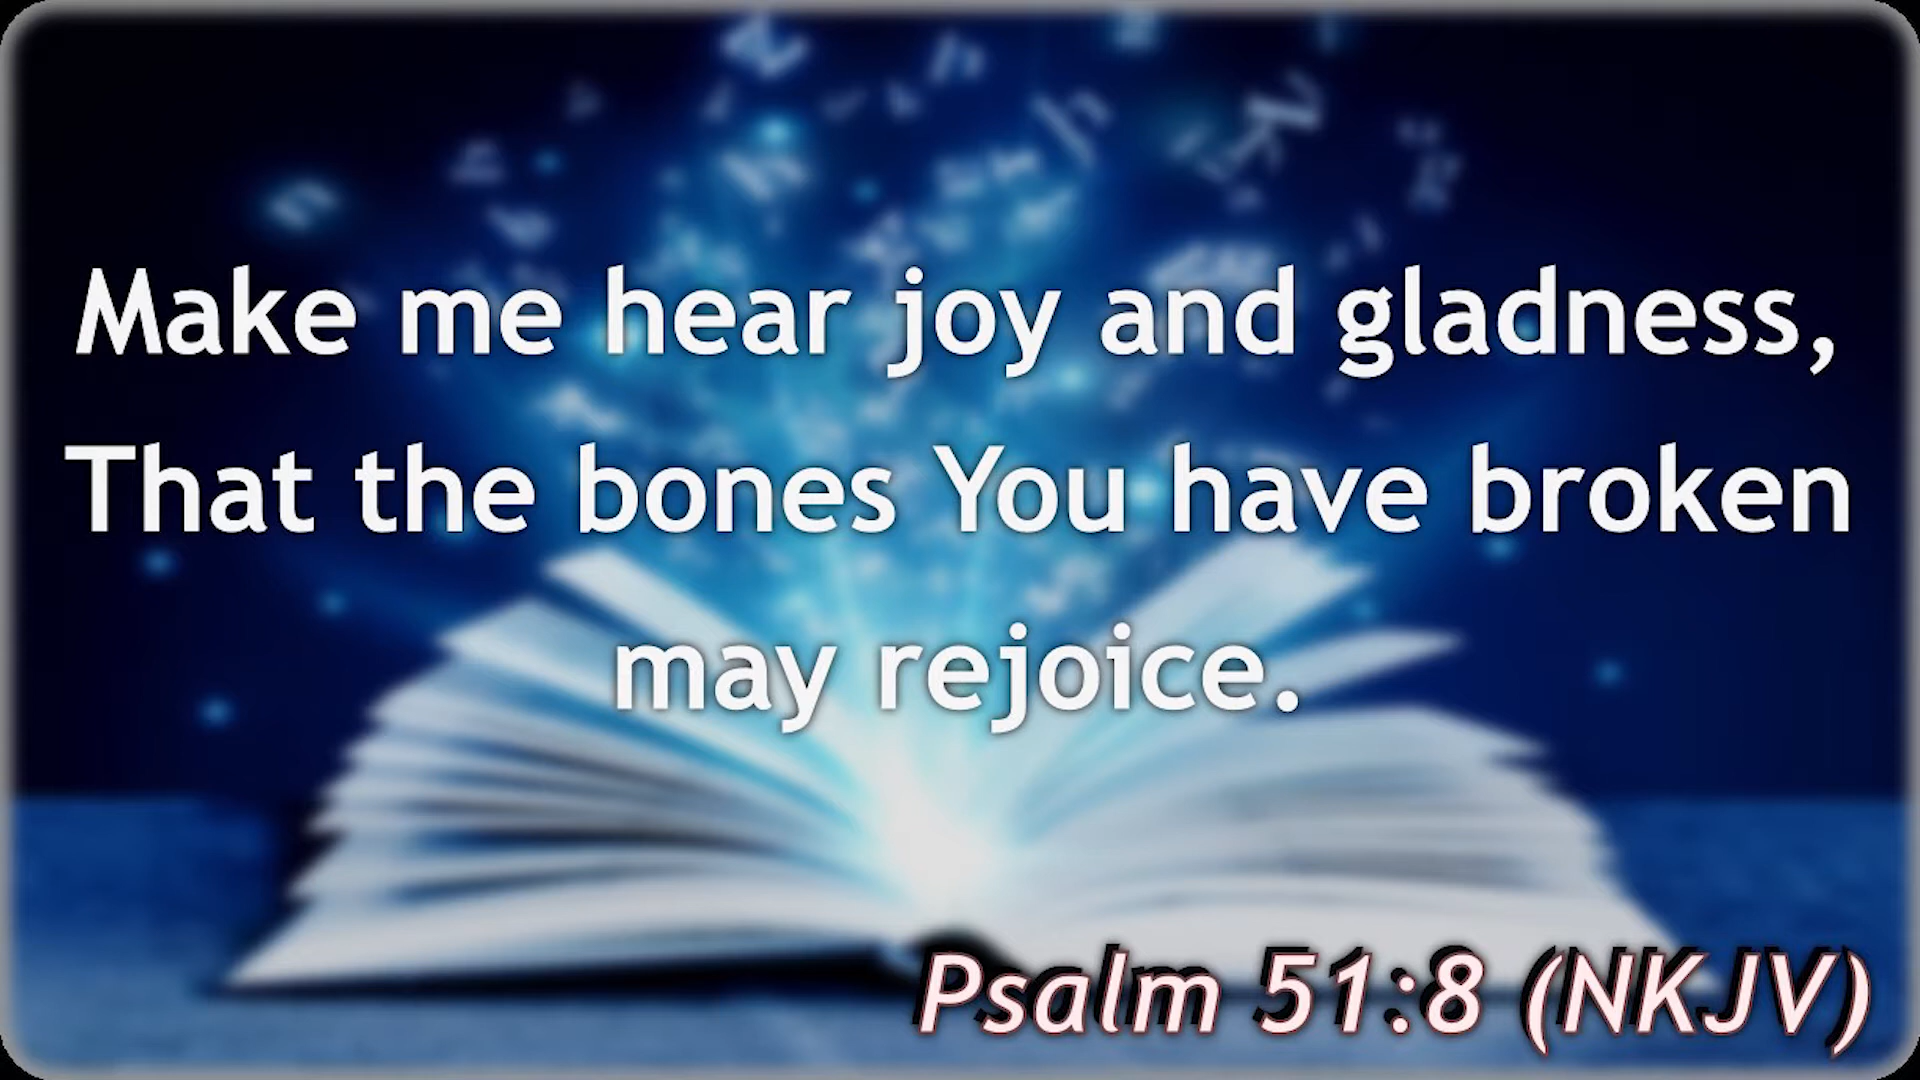 Make me hear joy and gladness,
That the bones You have broken
may rejoice.
Psalm 51:8 (NKJV)